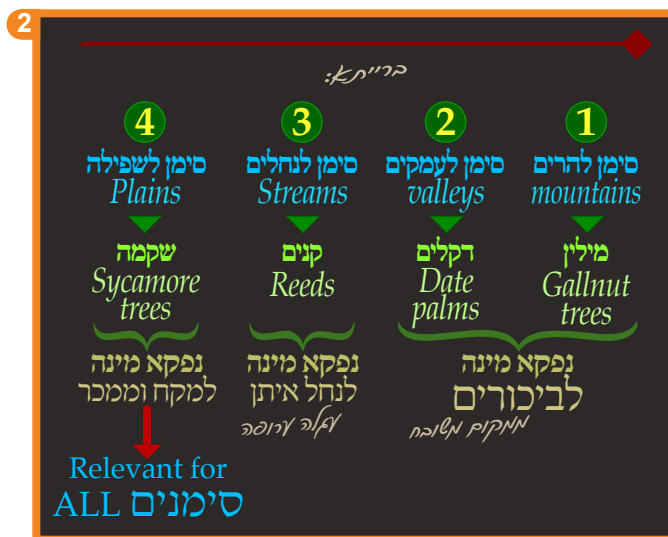 2
ברייתא:
1
סימן להרים
mountains
מילין
Gallnut
trees
2
סימן לעמקים
valleys
דקלים
Date
palms
נפקא מינה
לביכורים
ממקום משובח
3
סימן לנחלים
Streams
קנים
Reeds
נפקא מינה
לנחל איתן
עגלה ערופה
4
סימן לשפילה
Plains
שקמה
Sycamore
trees
נפקא מינה
למקח וממכר
Relevant for
ALL סימנים